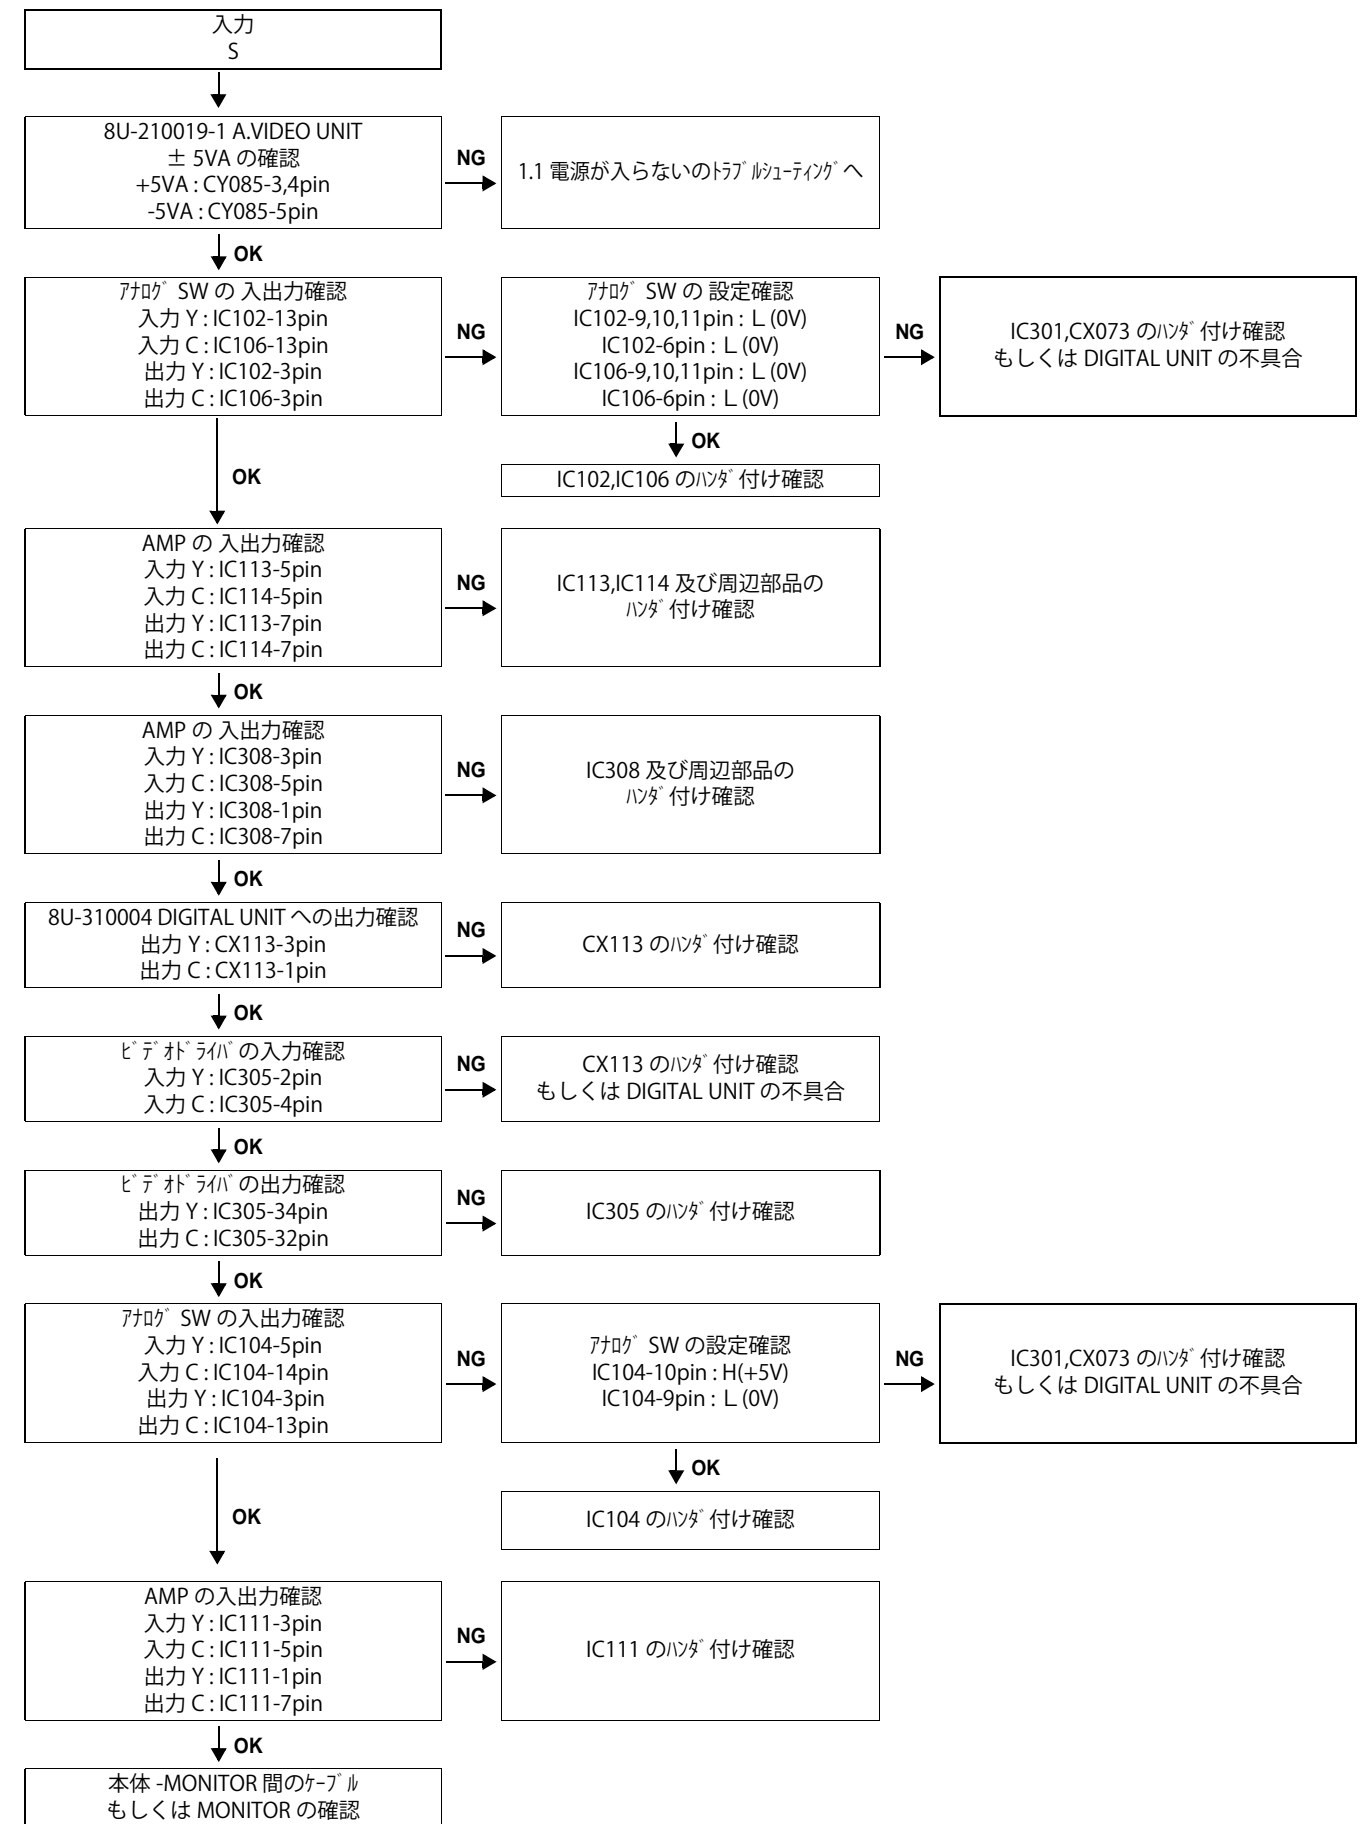 入力
S
8U-210019-1 A.VIDEO UNIT
± 5VA の確認
+5VA : CY085-3,4pin
-5VA : CY085-5pin
NG
1.1 電源が入らないのﾄﾗﾌﾞﾙｼｭｰﾃｨﾝｸﾞへ
OK
ｱﾅﾛｸﾞ SW の 入出力確認
入力 Y : IC102-13pin
入力 C : IC106-13pin
出力 Y : IC102-3pin
出力 C : IC106-3pin
NG
ｱﾅﾛｸﾞ SW の 設定確認
IC102-9,10,11pin : L (0V)
IC102-6pin : L (0V)
IC106-9,10,11pin : L (0V)
IC106-6pin : L (0V)
NG
IC301,CX073 のﾊﾝﾀﾞ付け確認
もしくは DIGITAL UNIT の不具合
OK
IC102,IC106 のﾊﾝﾀﾞ付け確認
OK
AMP の 入出力確認
入力 Y : IC113-5pin
入力 C : IC114-5pin
出力 Y : IC113-7pin
出力 C : IC114-7pin
NG
IC113,IC114 及び周辺部品の
ﾊﾝﾀﾞ付け確認
OK
AMP の 入出力確認
入力 Y : IC308-3pin
入力 C : IC308-5pin
出力 Y : IC308-1pin
出力 C : IC308-7pin
NG
IC308 及び周辺部品の
ﾊﾝﾀﾞ付け確認
OK
8U-310004 DIGITAL UNIT への出力確認
出力 Y : CX113-3pin
出力 C : CX113-1pin
NG
CX113 のﾊﾝﾀﾞ付け確認
OK
ﾋﾞﾃﾞｵﾄﾞﾗｲﾊﾞの入力確認
入力 Y : IC305-2pin
入力 C : IC305-4pin
NG
CX113 のﾊﾝﾀﾞ付け確認
もしくは DIGITAL UNIT の不具合
OK
ﾋﾞﾃﾞｵﾄﾞﾗｲﾊﾞの出力確認
出力 Y : IC305-34pin
出力 C : IC305-32pin
NG
IC305 のﾊﾝﾀﾞ付け確認
OK
ｱﾅﾛｸﾞ SW の入出力確認
入力 Y : IC104-5pin
入力 C : IC104-14pin
出力 Y : IC104-3pin
出力 C : IC104-13pin
NG
ｱﾅﾛｸﾞ SW の設定確認
IC104-10pin : H(+5V)
IC104-9pin : L (0V)
NG
IC301,CX073 のﾊﾝﾀﾞ付け確認
もしくは DIGITAL UNIT の不具合
OK
IC104 のﾊﾝﾀﾞ付け確認
OK
AMP の入出力確認
入力 Y : IC111-3pin
入力 C : IC111-5pin
出力 Y : IC111-1pin
出力 C : IC111-7pin
NG
IC111 のﾊﾝﾀﾞ付け確認
OK
本体 -MONITOR 間のｹｰﾌﾞﾙ
もしくは MONITOR の確認